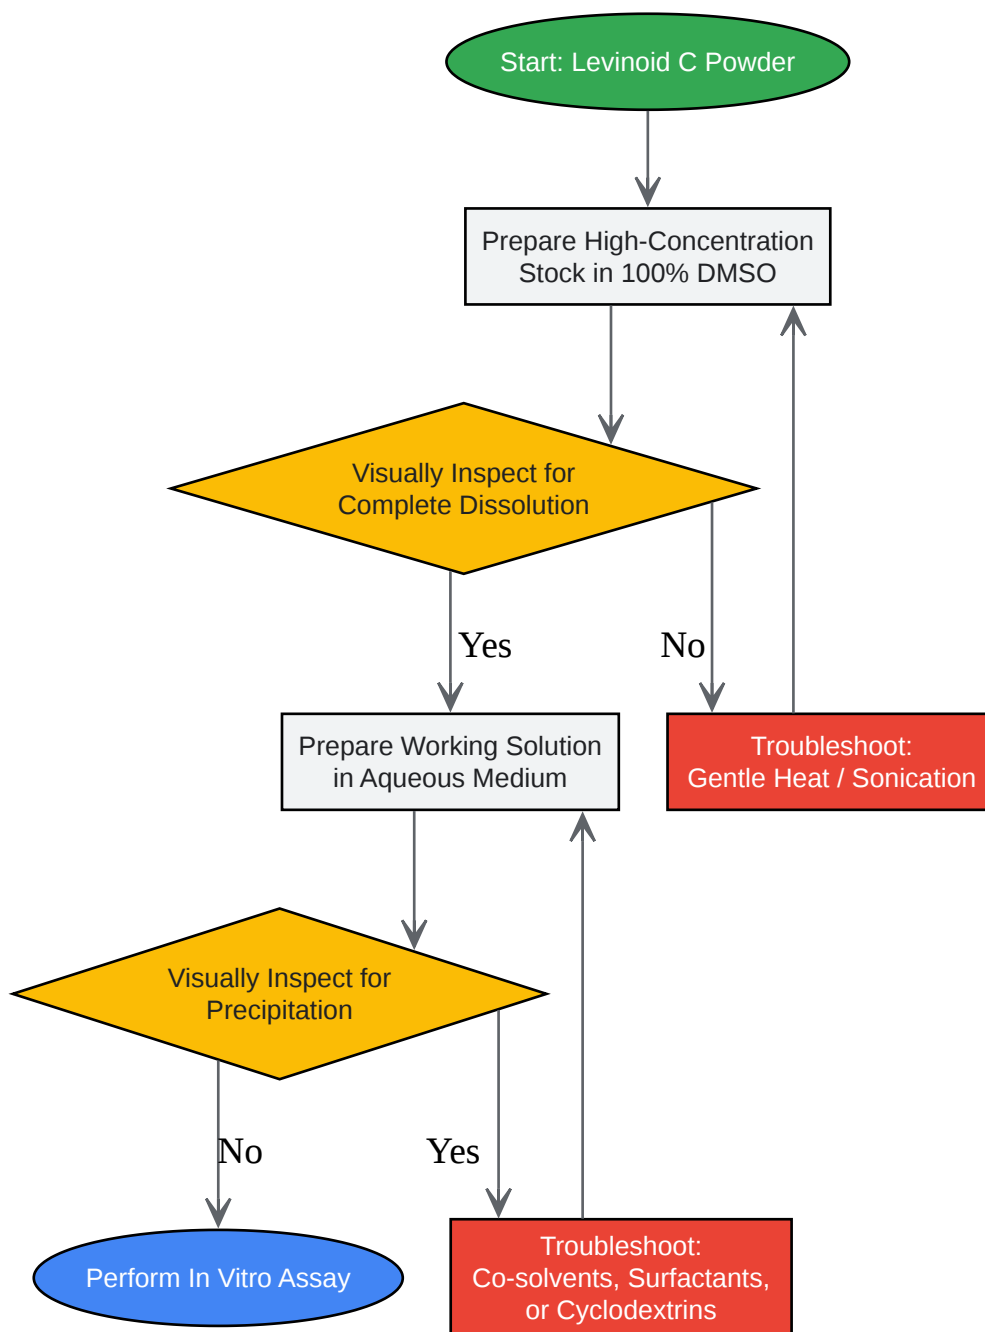 Start: Levinoid C Powder
Prepare High-Concentration
Stock in 100% DMSO
Visually Inspect for
Complete Dissolution
Yes
No
Prepare Working Solution
in Aqueous Medium
Troubleshoot:
Gentle Heat / Sonication
Visually Inspect for
Precipitation
No
Yes
Perform In Vitro Assay
Troubleshoot:
Co-solvents, Surfactants,
or Cyclodextrins